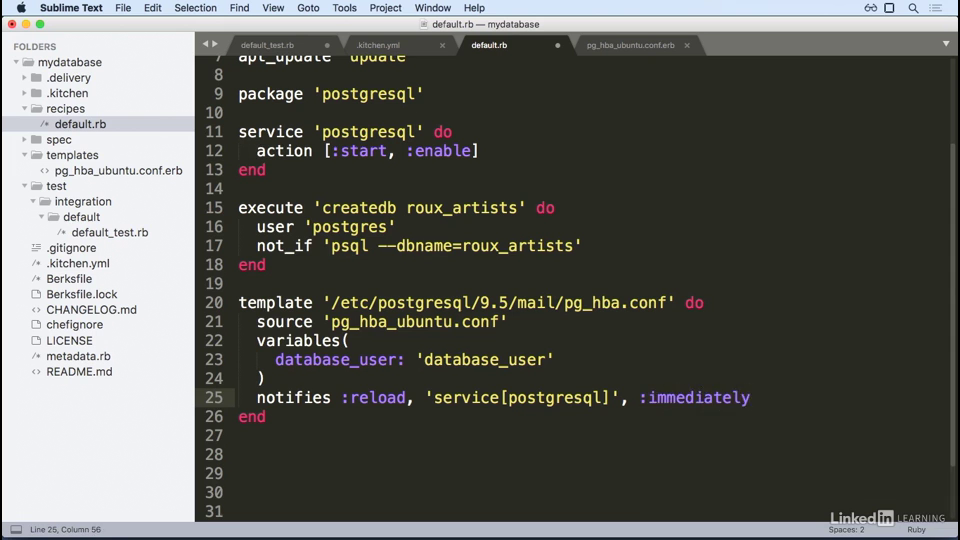 Sublime Text File Edit Selection Find View Goto Tools Project Window Help
default.rb — mydatabase
FOLDERS
mydatabase
.delivery
.kitchen
recipes
default.rb
spec
templates
pg_hba_ubuntu.conf.erb
test
integration
default
default_test.rb
.gitignore
.kitchen.yml
Berksfile
Berksfile.lock
CHANGELOG.md
chefignore
LICENSE
metadata.rb
README.md
default_test.rb .kitchen.yml default.rb pg_hba_ubuntu.conf.erb
7 apt_update 'update'
8
9 package 'postgresql'
10
11 service 'postgresql' do
12 action [:start, :enable]
13 end
14
15 execute 'createdb roux_artists' do
16 user 'postgres'
17 not_if 'psql --dbname=roux_artists'
18 end
19
20 template '/etc/postgresql/9.5/mail/pg_hba.conf' do
21 source 'pg_hba_ubuntu.conf'
22 variables(
23 database_user: 'database_user'
24 )
25 notifies :reload, 'service[postgresql]', :immediately
26 end
27
28
29
30
31
Line 25, Column 56
Spaces: 2 Ruby
LinkedIn LEARNING